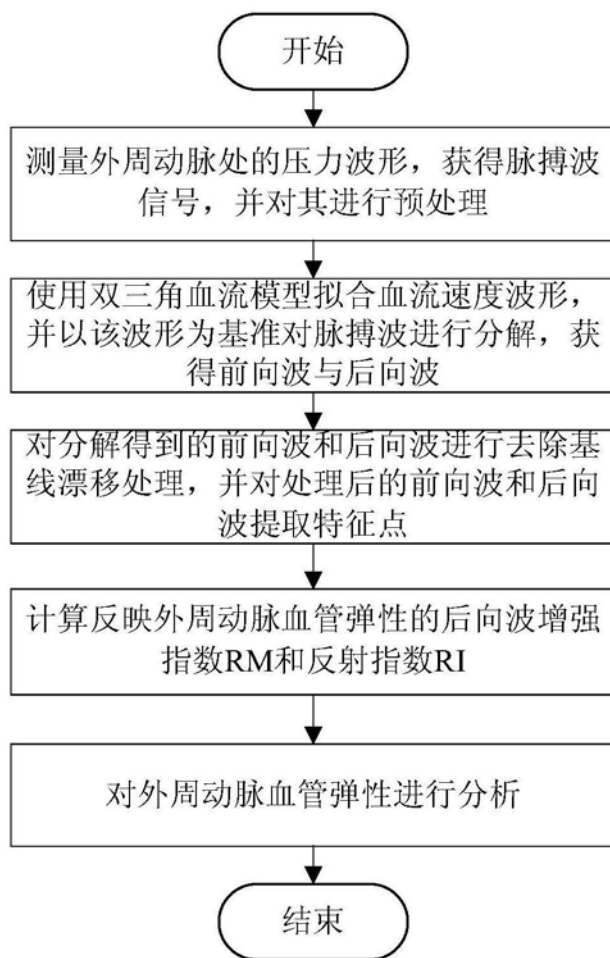 开始
测量外周动脉处的压力波形，获得脉搏波
信号，并对其进行预处理
使用双三角血流模型拟合血流速度波形，
并以该波形为基准对脉搏波进行分解，获
得前向波与后向波
对分解得到的前向波和后向波进行去除基
线漂移处理，并对处理后的前向波和后向
波提取特征点
计算反映外周动脉血管弹性的后向波增强
指数RM和反射指数RI
对外周动脉血管弹性进行分析
结束